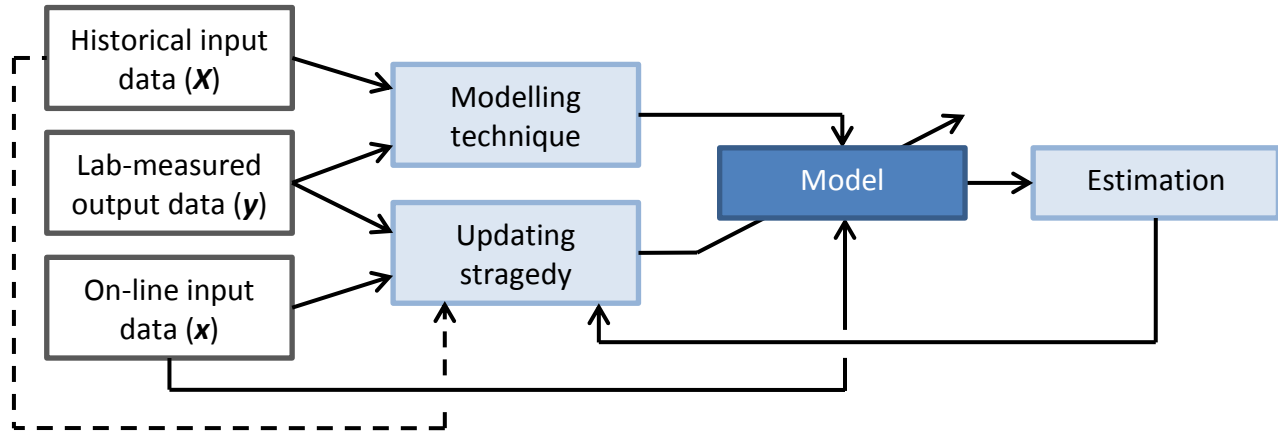 Historical input
data (X)
Lab-measured
output data (y)
On-line input
data (x)
Modelling
technique
Updating
stragedy
Model
Estimation